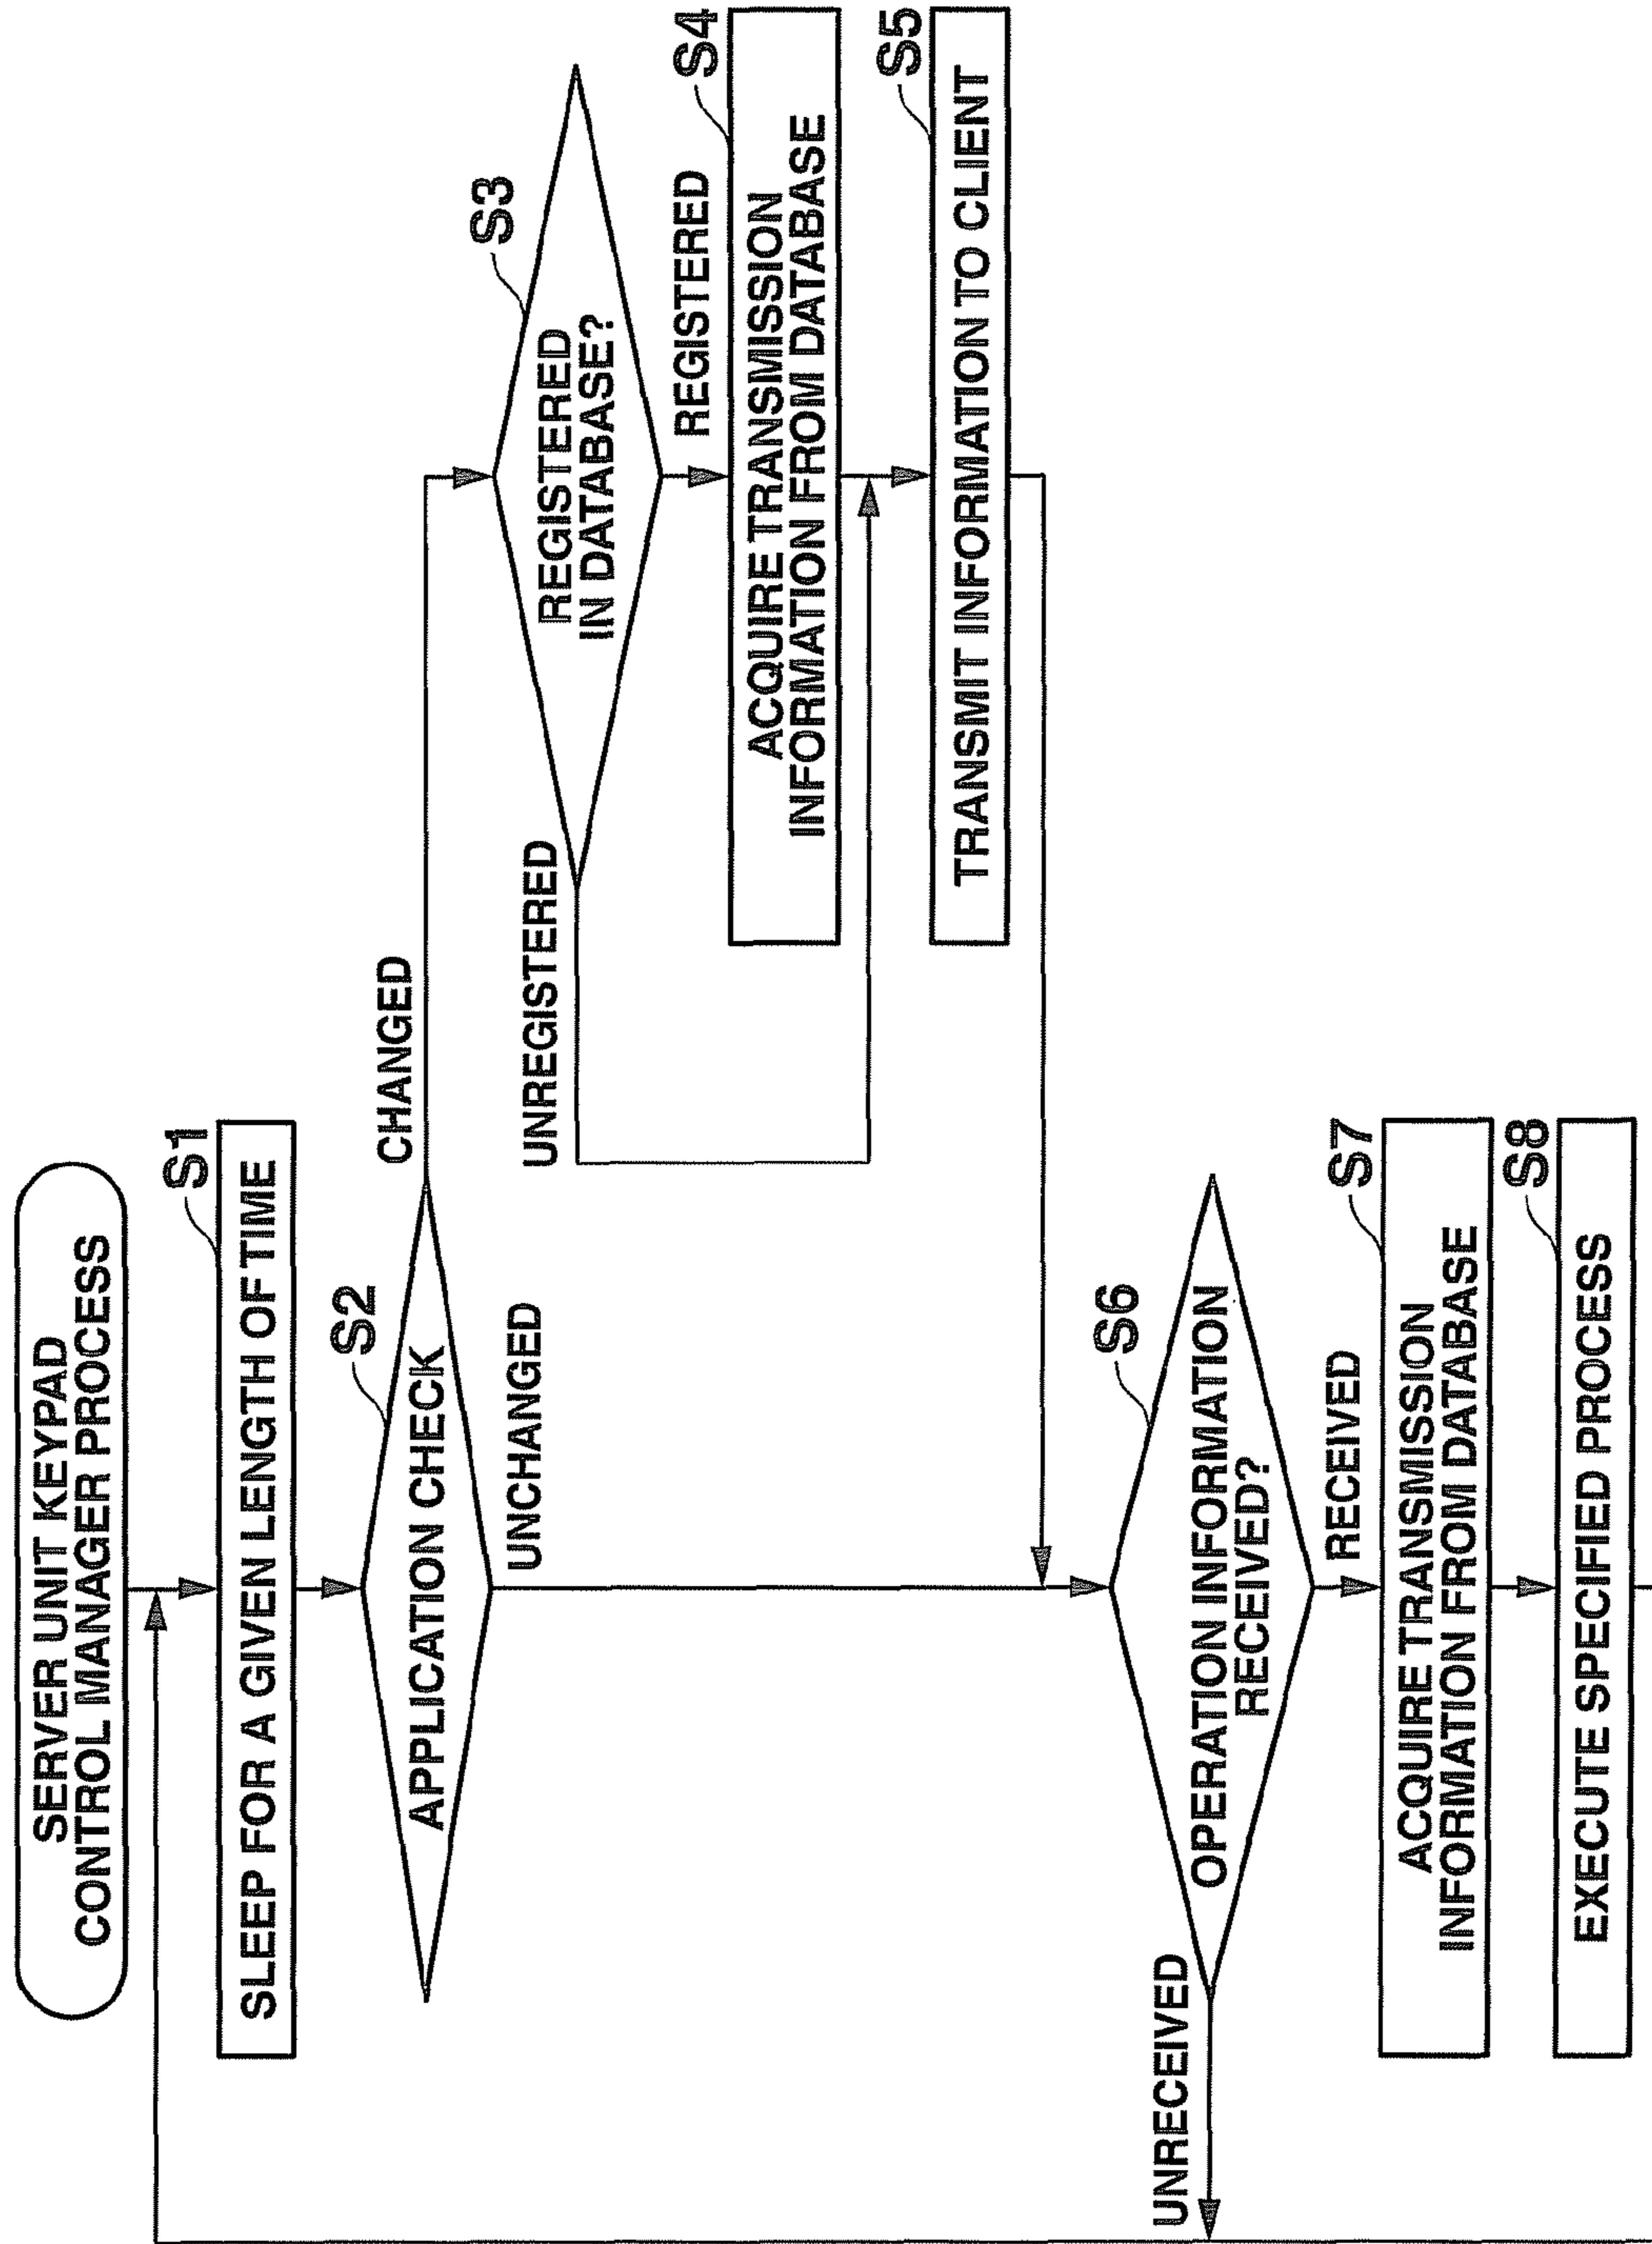 SERVER UNIT KEYPAD
CONTROL MANAGER PROCESS
S1
SLEEP FOR A GIVEN LENGTH OF TIME
S2
APPLICATION CHECK
CHANGED
UNCHANGED
S3
REGISTERED
IN DATABASE?
UNREGISTERED
REGISTERED
S4
ACQUIRE TRANSMISSION
INFORMATION FROM DATABASE
S5
TRANSMIT INFORMATION TO CLIENT
S6
OPERATION INFORMATION
RECEIVED?
UNRECEIVED
RECEIVED
S7
ACQUIRE TRANSMISSION
INFORMATION FROM DATABASE
S8
EXECUTE SPECIFIED PROCESS